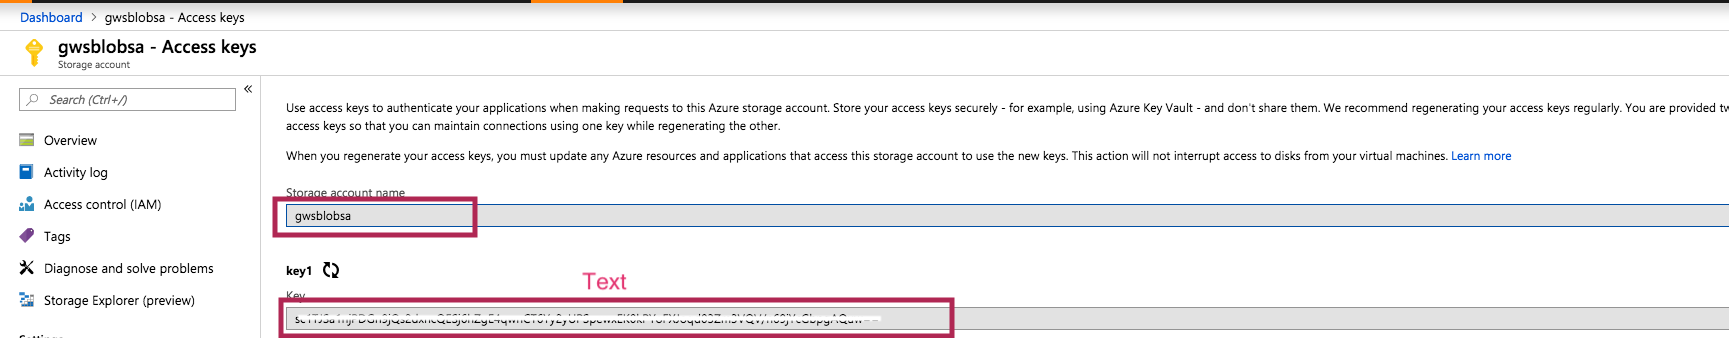 Dashboard > gwsblobsa - Access keys
gwsblobsa - Access keys
Storage account
Search (Ctrl+/)
«
Overview
Activity log
Access control (IAM)
Tags
Diagnose and solve problems
Storage Explorer (preview)
Use access keys to authenticate your applications when making requests to this Azure storage account. Store your access keys securely - for example, using Azure Key Vault - and don't share them. We recommend regenerating your access keys regularly. You are provided tw
access keys so that you can maintain connections using one key while regenerating the other.
When you regenerate your access keys, you must update any Azure resources and applications that access this storage account to use the new keys. This action will not interrupt access to disks from your virtual machines. Learn more
Storage account name
gwsblobsa
key1
Text
Key